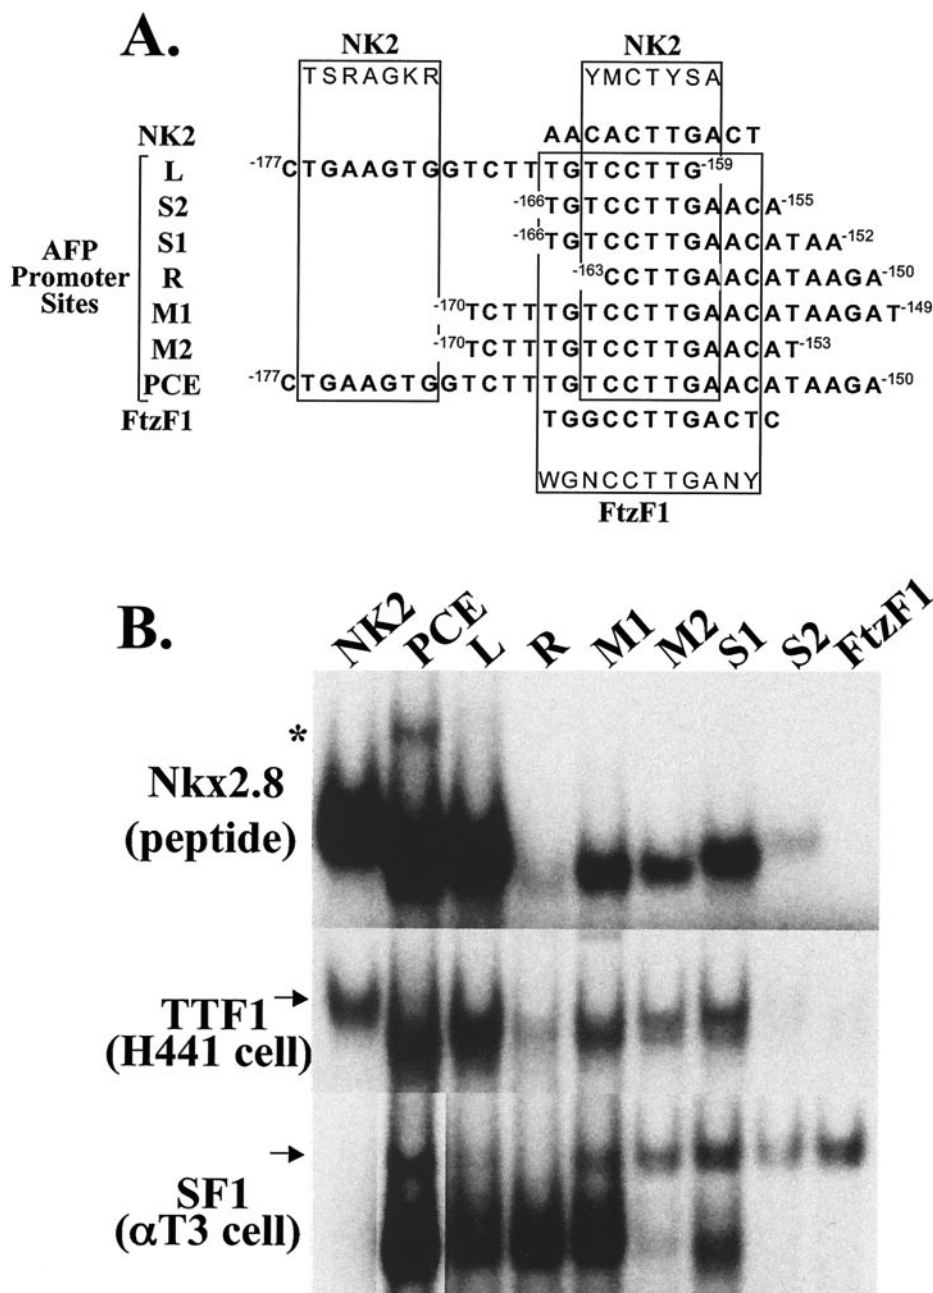 A.
NK2 NK2
TSRAGKR YMCTYSA
NK2 AACACTTGACT
L -177CTGAAGTGGTCTTTTGTCCTTG-159
S2 -166TGTCCTTGAACA-155
S1 -166TGTCCTTGAACATAA-152
AFP Promoter Sites
R -163CCTTGAACATAAGA-150
M1 -170TCTTTGTCCTTGAACATAAGAT-149
M2 -170TCTTTGTCCTTGAACAT-153
PCE -177CTGAAGTGGTCTTTTGTCCTTGAACATAAGA-150
FtzF1 TGGCCTTGACTC
WGNCCTTGANY
FtzF1
B.
NK2 PCE L R M1 M2 S1 S2 FtzF1
*
Nkx2.8
(peptide)
TTF1
(H441 cell)
SF1
(αT3 cell)